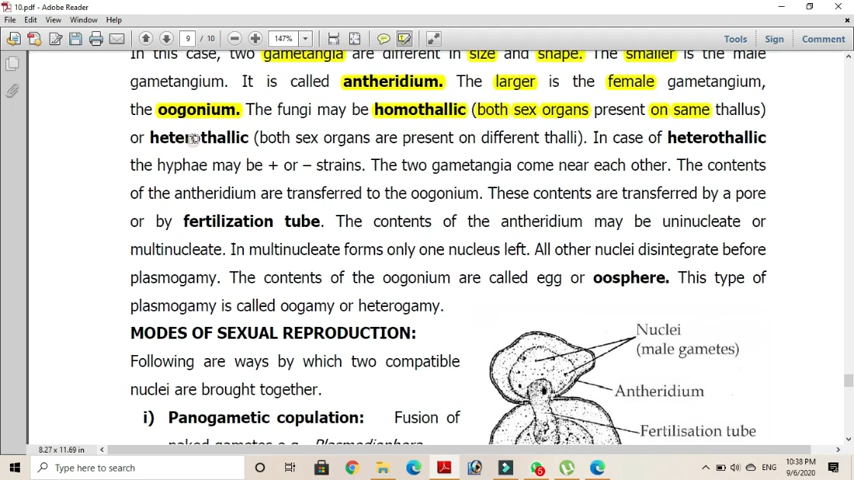 10.pdf - Adobe Reader
File Edit View Window Help
9 / 10 147% Tools Sign Comment
In this case, two gametangia are different in size and shape. The smaller is the male
gametangium. It is called antheridium. The larger is the female gametangium,
the oogonium. The fungi may be homothallic (both sex organs present on same thallus)
or heterothallic (both sex organs are present on different thalli). In case of heterothallic
the hyphae may be + or – strains. The two gametangia come near each other. The contents
of the antheridium are transferred to the oogonium. These contents are transferred by a pore
or by fertilization tube. The contents of the antheridium may be uninucleate or
multinucleate. In multinucleate forms only one nucleus left. All other nuclei disintegrate before
plasmogamy. The contents of the oogonium are called egg or oosphere. This type of
plasmogamy is called oogamy or heterogamy.
MODES OF SEXUAL REPRODUCTION:
Following are ways by which two compatible
nuclei are brought together.
i) Panogametic copulation: Fusion of
naked gametes e.g. Plasmodiophora
Nuclei
(male gametes)
Antheridium
Fertilisation tube
8.27 x 11.69 in
Type here to search
5
ENG
10:38 PM
9/6/2020